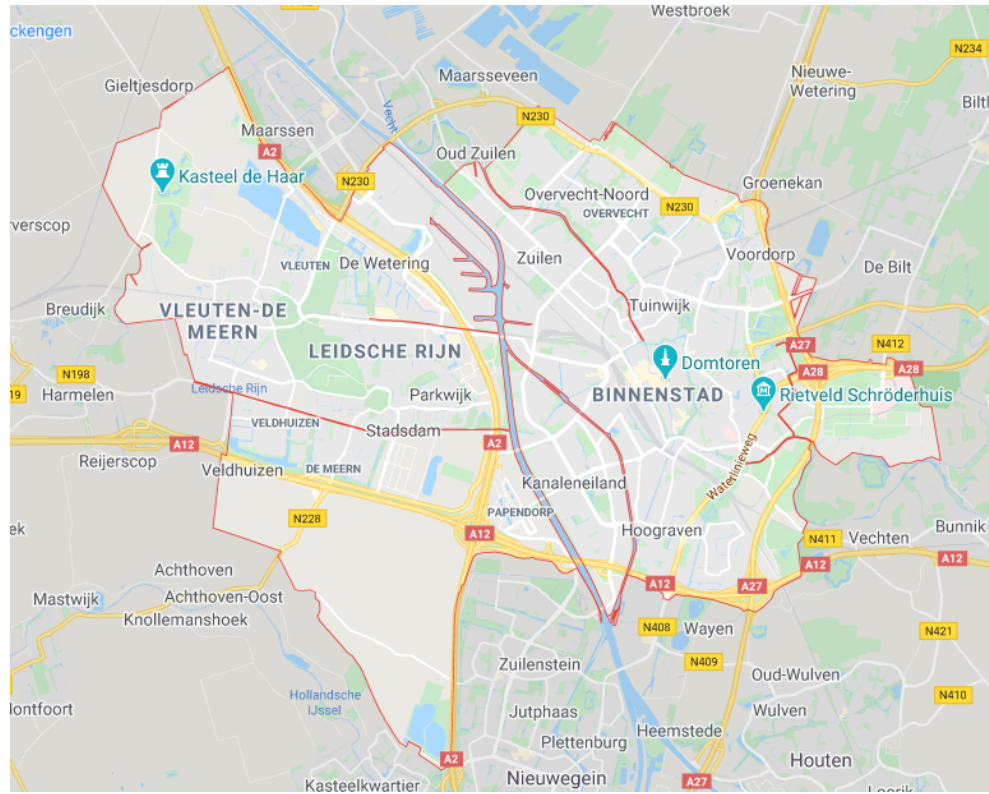 Westbroek
ckengen
N234
Maarsseveen
Nieuwe-
Wetering
Gieltjesdorp
Bilth
Vecht
N230
Maarssen
A2
Oud Zuilen
Kasteel de Haar
N230
Groenekan
Overvecht-Noord
OVERVECHT
N230
rverscop
Voordorp
Zuilen
VLEUTEN
De Wetering
De Bilt
Breudijk
VLEUTEN-DE
MEERN
Tuinwijk
A27
N412
LEIDSCHE RIJN
Domtoren
A28
A28
N198
19
Harmelen
Leidsche Rijn
Parkwijk
BINNENSTAD
Rietveld Schröderhuis
VELDHUIZEN
Stadsdam
A12
A2
Reijerscop
Veldhuizen
DE MEERN
Waterlinieweg
Kanaleneiland
PAPENDORP
N228
Hoograven
Bunnik
ek
A12
N411
Vechten
A12
A12
Achthoven
A12
A27
Mastwijk
Achthoven-Oost
Knollemanshoek
N408
Wayen
N421
Zuilenstein
N409
Oud-Wulven
Hollandsche
IJssel
N410
Montfoort
Jutphaas
Wulven
Heemstede
Plettenburg
A2
Houten
Kasteelkwartier
Nieuwegein
A27